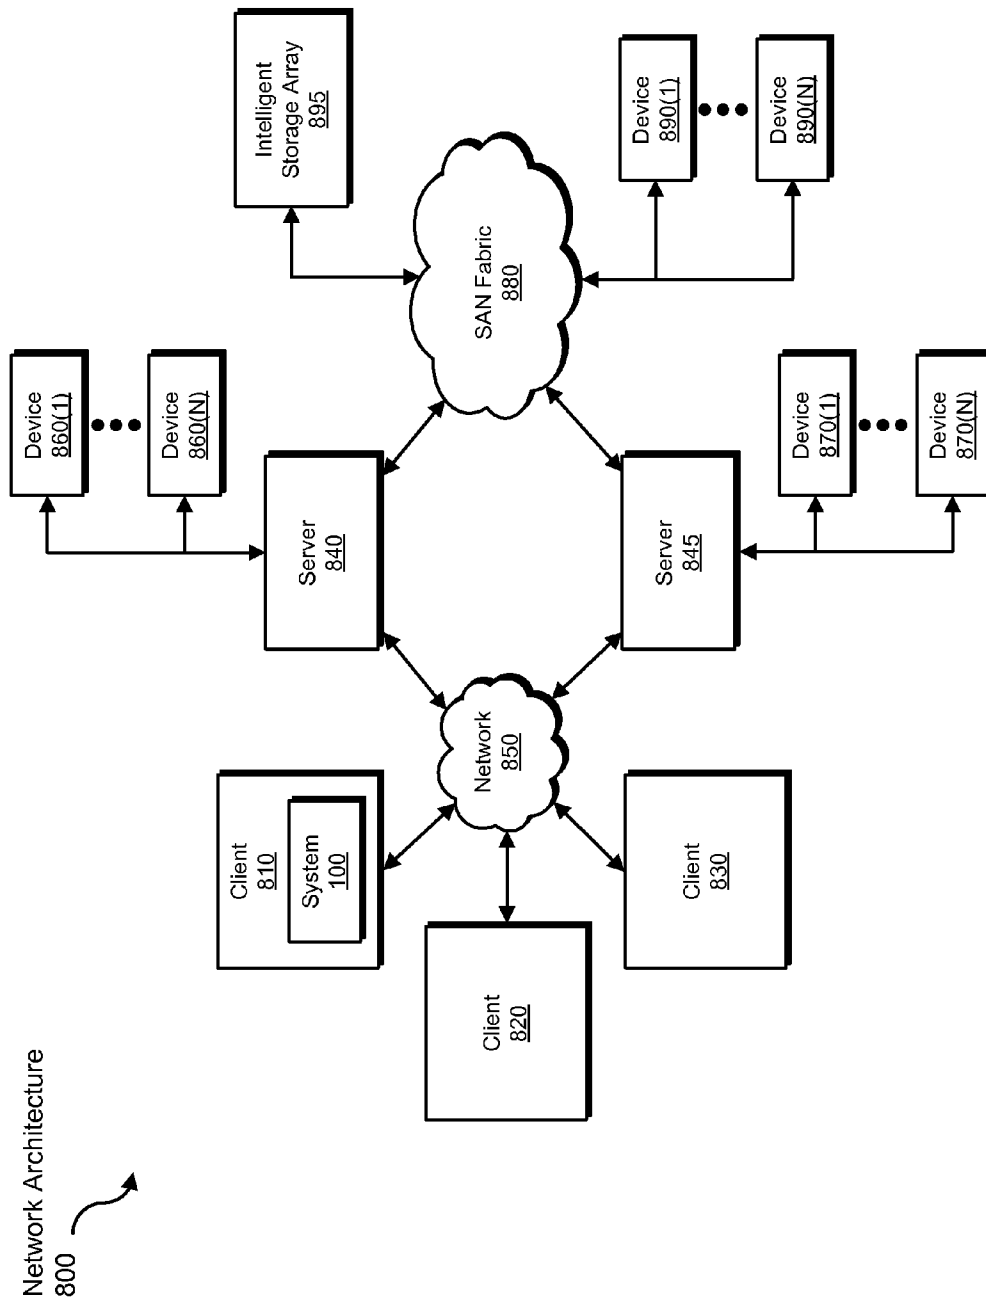 Network Architecture
800
Client
810
System
100
Client
820
Client
830
Network
850
Server
840
Server
845
Device
860(1)
Device
860(N)
Device
870(1)
Device
870(N)
SAN Fabric
880
Intelligent
Storage Array
895
Device
890(1)
Device
890(N)